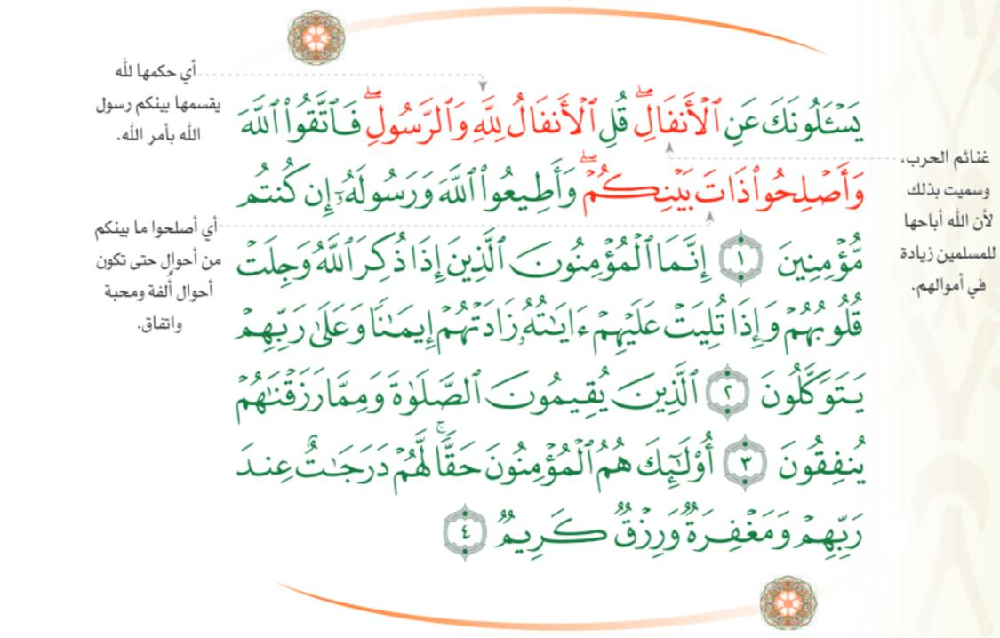 أي حكمها لله
يقسمها بينكم رسول
الله بأمر الله.
يَسْـَٔلُونَكَ عَنِ ٱلْأَنفَالِۖ قُلِ ٱلْأَنفَالُ لِلَّهِ وَٱلرَّسُولِۖ فَٱتَّقُوا۟ ٱللَّهَ
غنائم الحرب،
وسميت بذلك
لأن الله أباحها
للمسلمين زيادة
في أموالهم.
وَأَصْلِحُوا۟ ذَاتَ بَيْنِكُمْۖ وَأَطِيعُوا۟ ٱللَّهَ وَرَسُولَهُۥٓ إِن كُنتُم
أي أصلحوا ما بينكم
من أحوال حتى تكون
أحوال أُلفة ومحبة
واتفاق.
مُّؤْمِنِينَ ١ إِنَّمَا ٱلْمُؤْمِنُونَ ٱلَّذِينَ إِذَا ذُكِرَ ٱللَّهُ وَجِلَتْ
قُلُوبُهُمْ وَإِذَا تُلِيَتْ عَلَيْهِمْ ءَايَٰتُهُۥ زَادَتْهُمْ إِيمَٰنًا وَعَلَىٰ رَبِّهِمْ
يَتَوَكَّلُونَ ٢ ٱلَّذِينَ يُقِيمُونَ ٱلصَّلَوٰةَ وَمِمَّا رَزَقْنَٰهُمْ
يُنفِقُونَ ٣ أُو۟لَٰٓئِكَ هُمُ ٱلْمُؤْمِنُونَ حَقًّاۚ لَّهُمْ دَرَجَٰتٌ عِندَ
رَبِّهِمْ وَمَغْفِرَةٌ وَرِزْقٌ كَرِيمٌ ٤